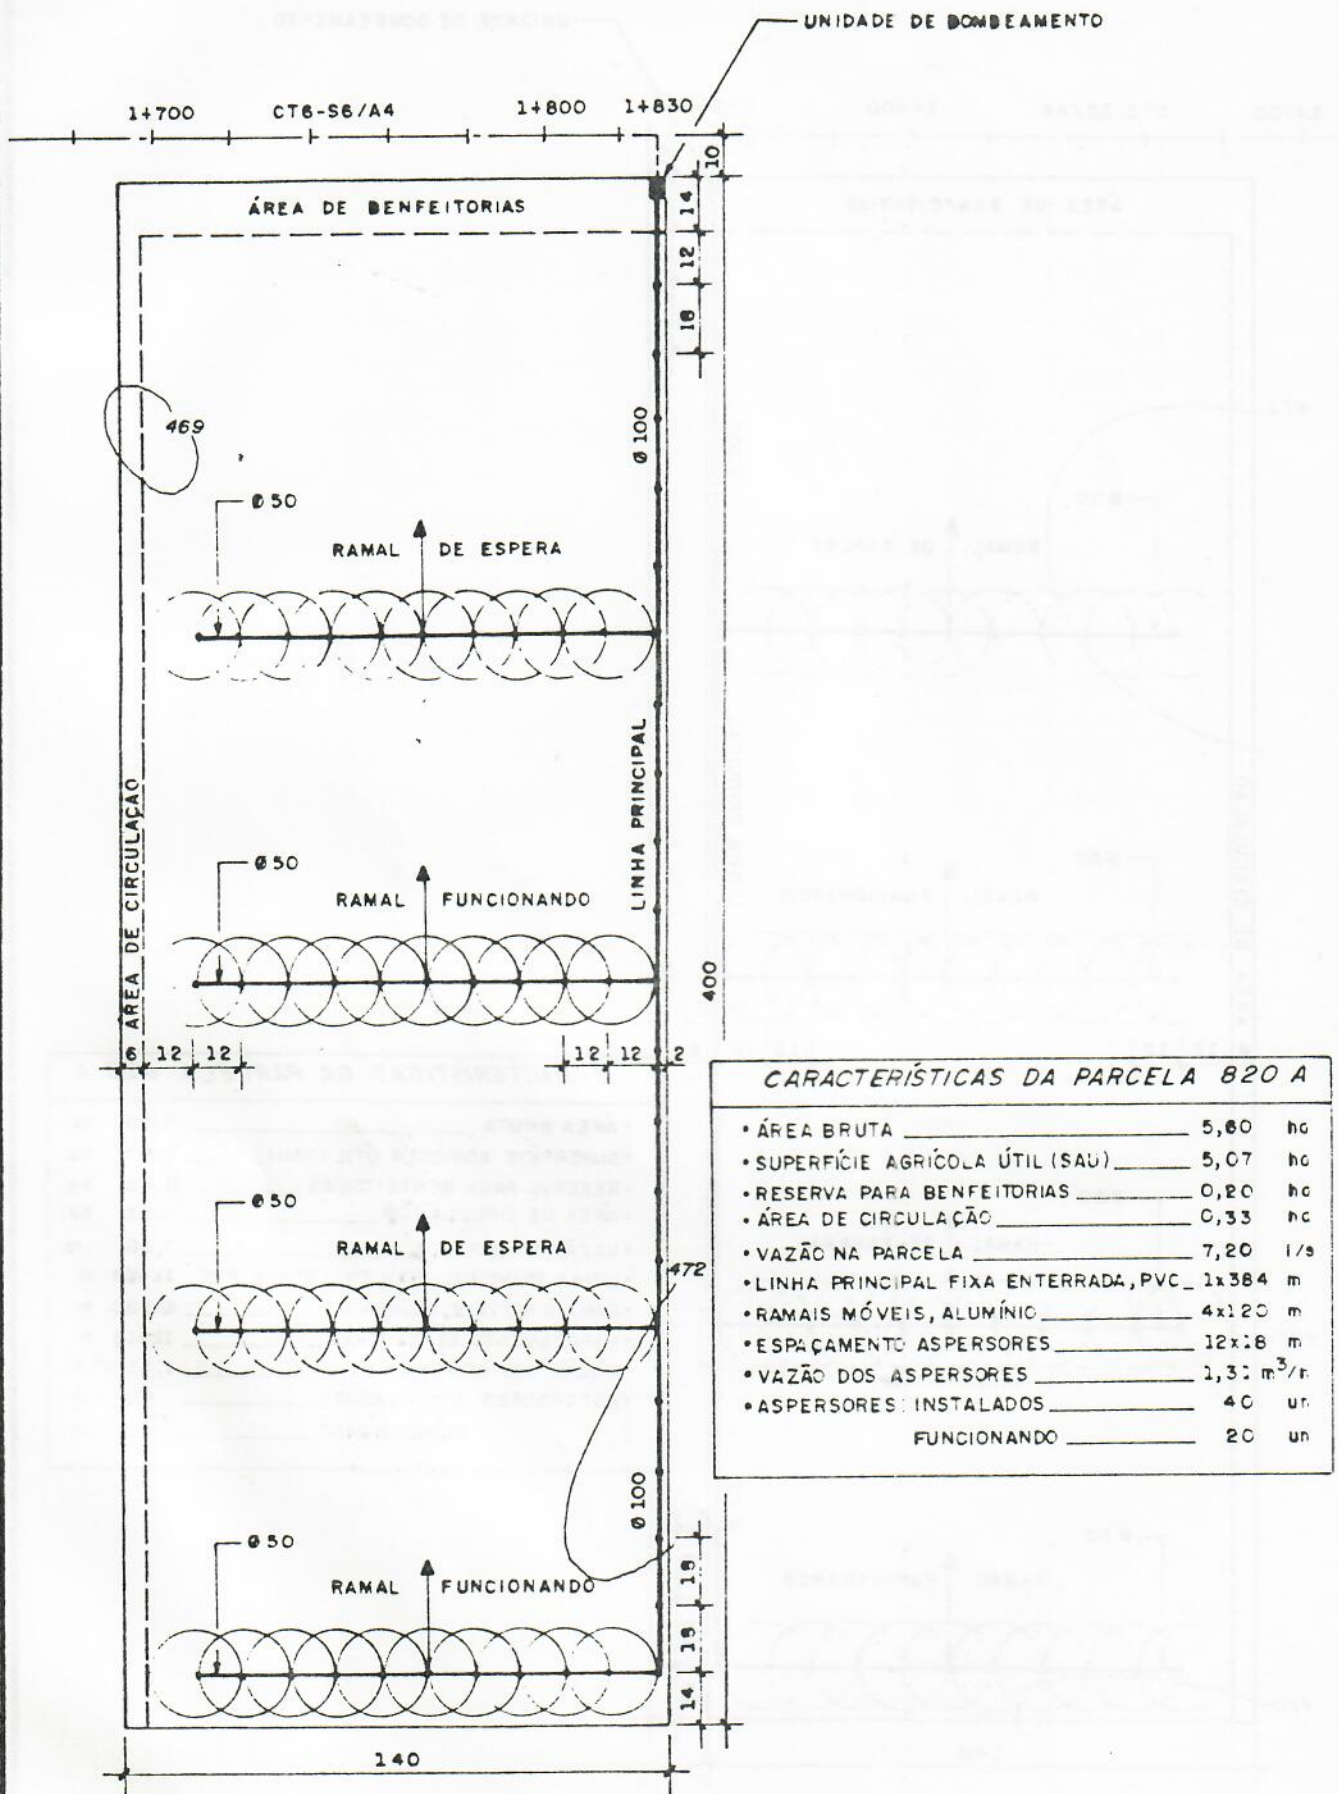 UNIDADE DE BOMBEAMENTO
1+700 CT6-S6/A4 1+800 1+830
10
ÁREA DE BENFEITORIAS
14
12
18
469
Ø 100
Ø 50
RAMAL DE ESPERA
LINHA PRINCIPAL
ÁREA DE CIRCULAÇÃO
Ø 50
RAMAL FUNCIONANDO
400
6 12 12 12 12 2
CARACTERÍSTICAS DA PARCELA 820 A
• ÁREA BRUTA 5,60 ha
• SUPERFÍCIE AGRÍCOLA ÚTIL (SAU) 5,07 ha
• RESERVA PARA BENFEITORIAS 0,20 ha
• ÁREA DE CIRCULAÇÃO 0,33 ha
• VAZÃO NA PARCELA 7,20 l/s
• LINHA PRINCIPAL FIXA ENTERRADA, PVC 1x384 m
• RAMAIS MÓVEIS, ALUMÍNIO 4x120 m
• ESPAÇAMENTO ASPERSORES 12x18 m
• VAZÃO DOS ASPERSORES 1,31 m³/h
• ASPERSORES: INSTALADOS 40 un
FUNCIONANDO 20 un
Ø 50
RAMAL DE ESPERA
472
Ø 100
Ø 50
RAMAL FUNCIONANDO
18
18
14
140